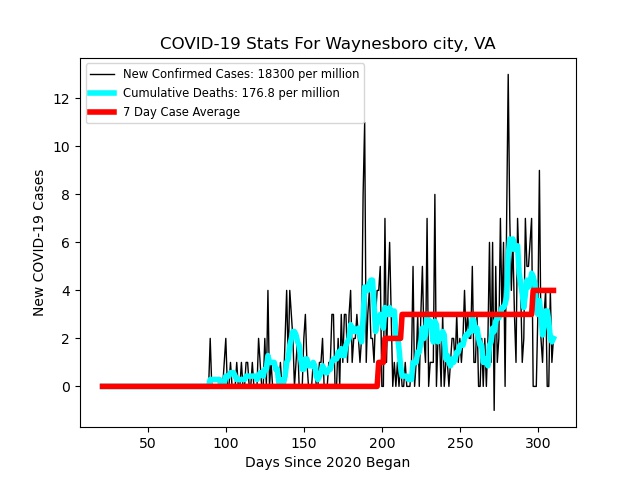 COVID-19 Stats For Waynesboro city, VA
New Confirmed Cases: 18300 per million
Cumulative Deaths: 176.8 per million
7 Day Case Average
12
10
8
6
4
2
0
New COVID-19 Cases
50 100 150 200 250 300
Days Since 2020 Began